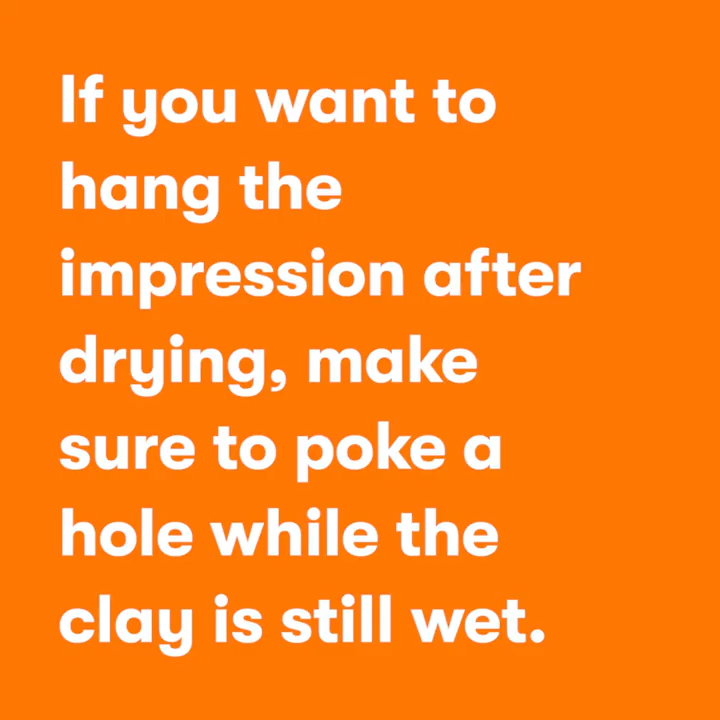 If you want to
hang the
impression after
drying, make
sure to poke a
hole while the
clay is still wet.